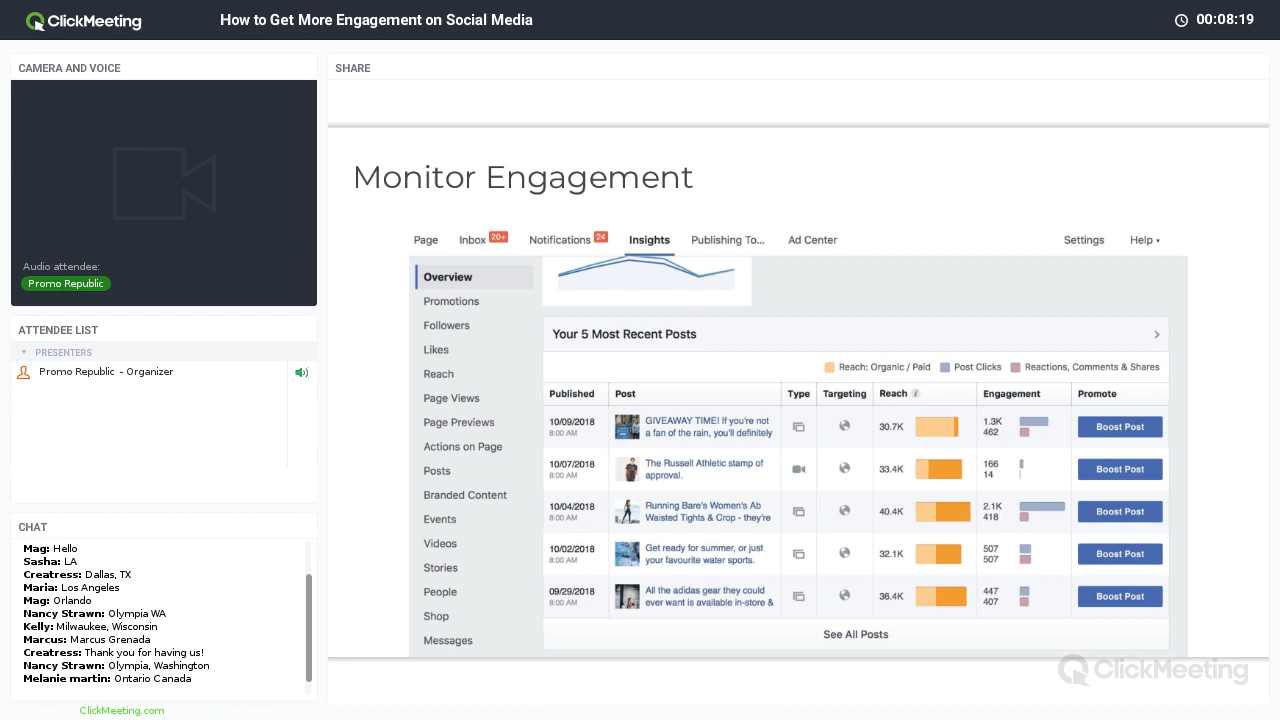 ClickMeeting
How to Get More Engagement on Social Media
00:08:19
CAMERA AND VOICE
Audio attendee:
Promo Republic
ATTENDEE LIST
PRESENTERS
Promo Republic - Organizer
CHAT
Mag: Hello
Sasha: LA
Creatress: Dallas, TX
Maria: Los Angeles
Mag: Orlando
Nancy Strawn: Olympia WA
Kelly: Milwaukee, Wisconsin
Marcus: Marcus Grenada
Creatress: Thank you for having us!
Nancy Strawn: Olympia, Washington
Melanie martin: Ontario Canada
ClickMeeting.com
SHARE
Monitor Engagement
Page Inbox 20+ Notifications 24 Insights Publishing To... Ad Center Settings Help
Overview
Promotions
Followers
Likes
Reach
Page Views
Page Previews
Actions on Page
Posts
Branded Content
Events
Videos
Stories
People
Shop
Messages
Your 5 Most Recent Posts
Reach: Organic / Paid Post Clicks Reactions, Comments & Shares
Published Post Type Targeting Reach i Engagement Promote
10/09/2018
8:00 AM
GIVEAWAY TIME! If you're not
a fan of the rain, you'll definitely
30.7K
1.3K
462
Boost Post
10/07/2018
8:00 AM
The Russell Athletic stamp of
approval.
33.4K
166
14
Boost Post
10/04/2018
8:00 AM
Running Bare's Women's Ab
Waisted Tights & Crop - they're
40.4K
2.1K
418
Boost Post
10/02/2018
8:00 AM
Get ready for summer, or just
your favourite water sports.
32.1K
507
507
Boost Post
09/29/2018
8:00 AM
All the adidas gear they could
ever want is available in-store &
36.4K
447
407
Boost Post
See All Posts
ClickMeeting